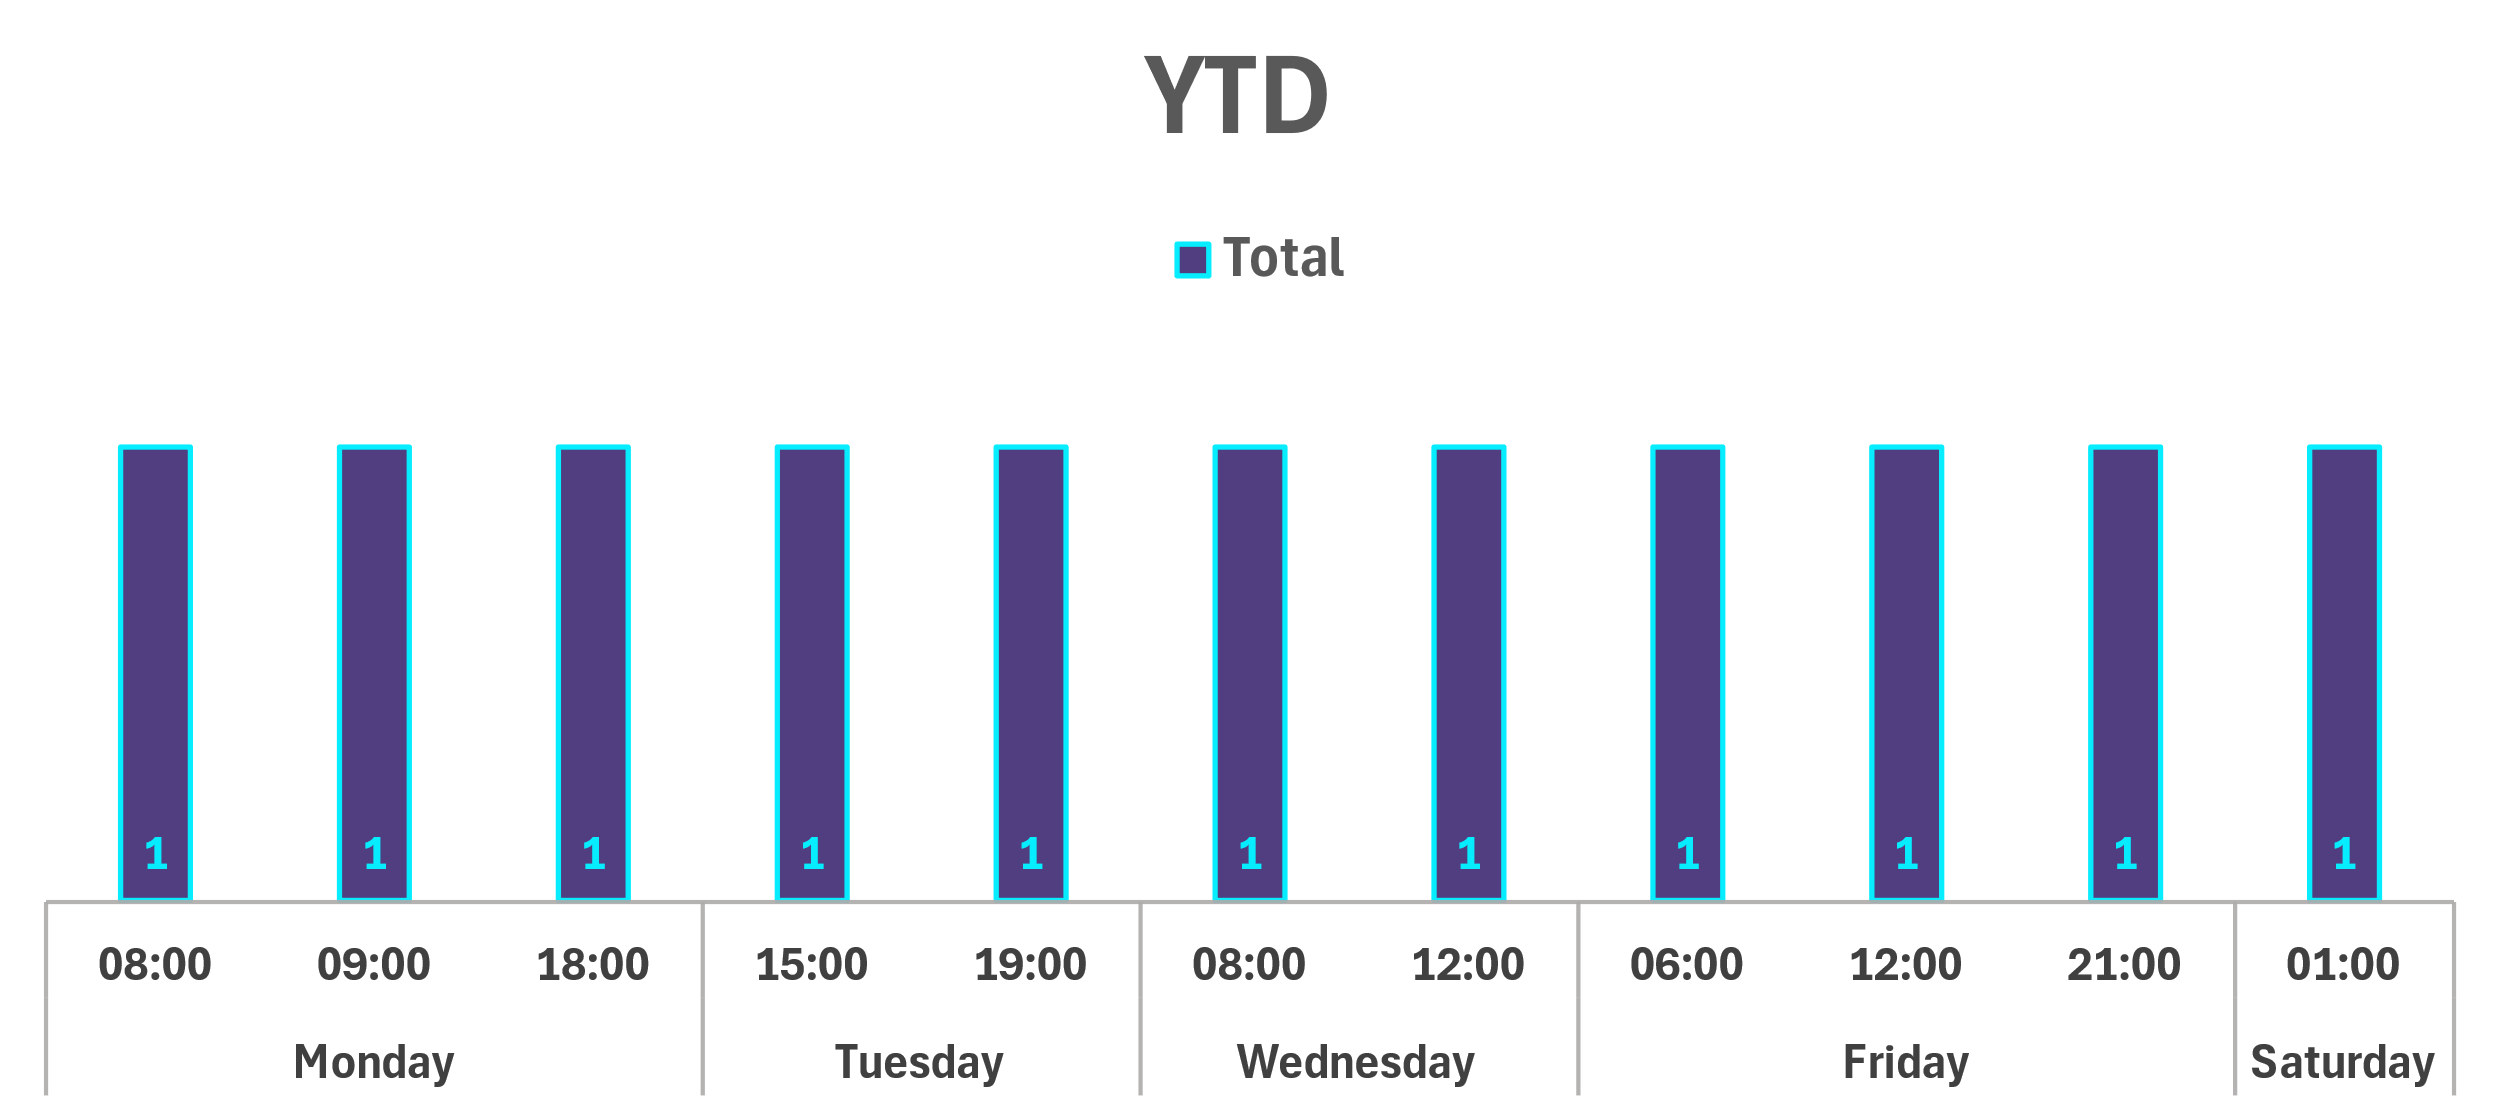 YTD
Total
1 1 1 1 1 1 1 1 1 1 1
08:00 09:00 18:00 15:00 19:00 08:00 12:00 06:00 12:00 21:00 01:00
Monday Tuesday Wednesday Friday Saturday